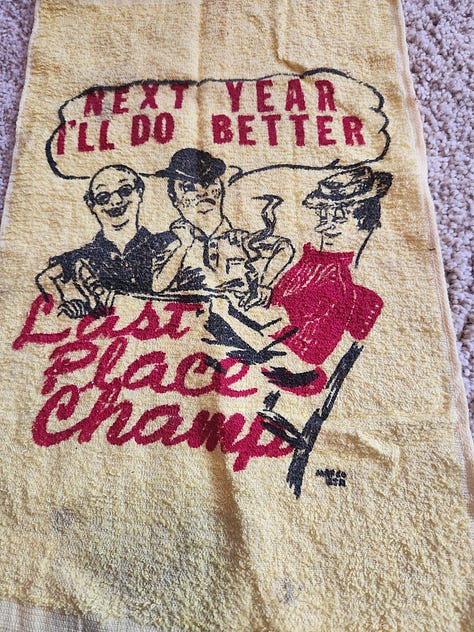 NEXT YEAR
I'LL DO BETTER
Last
Place
Champ